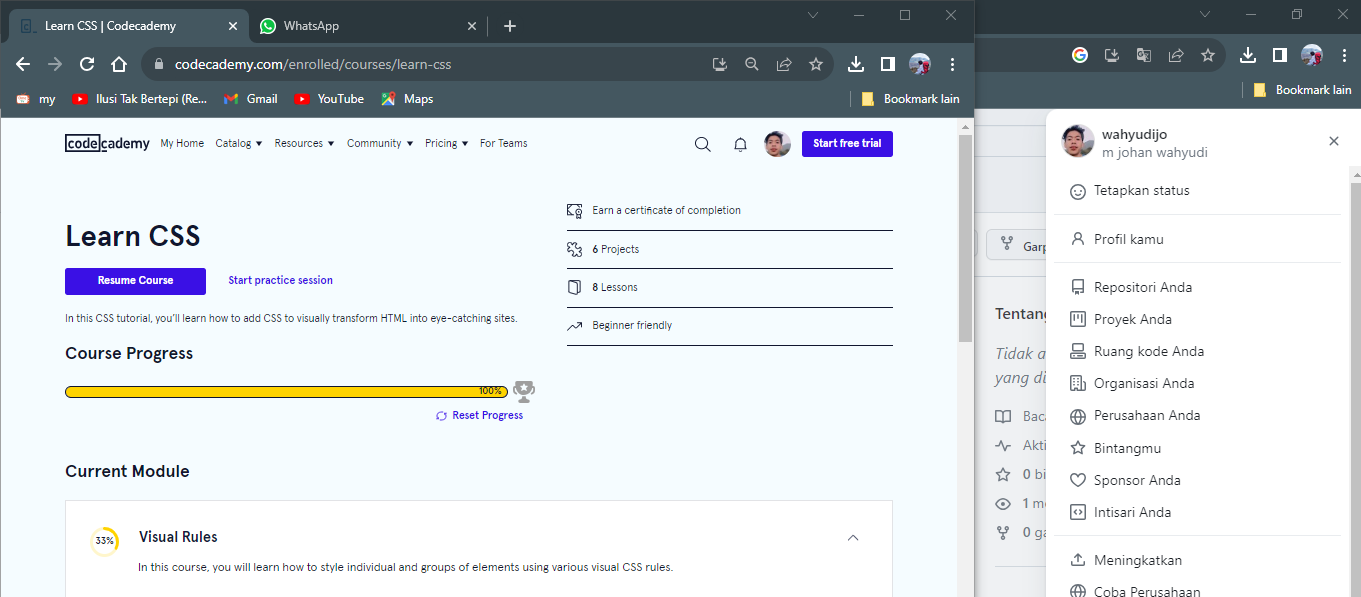 Learn CSS | Codecademy
WhatsApp
codecademy.com/enrolled/courses/learn-css
my
Ilusi Tak Bertepi (Re...
Gmail
YouTube
Maps
Bookmark lain
codecademy
My Home
Catalog
Resources
Community
Pricing
For Teams
Start free trial
Learn CSS
Resume Course
Start practice session
In this CSS tutorial, you'll learn how to add CSS to visually transform HTML into eye-catching sites.
Earn a certificate of completion
6 Projects
8 Lessons
Beginner friendly
Course Progress
100%
Reset Progress
Current Module
33%
Visual Rules
In this course, you will learn how to style individual and groups of elements using various visual CSS rules.
Bookmark lain
Garp
Tentang
Tidak a
yang di
Baca
Akti
0 bi
1 me
0 ga
wahyudijo
m johan wahyudi
Tetapkan status
Profil kamu
Repositori Anda
Proyek Anda
Ruang kode Anda
Organisasi Anda
Perusahaan Anda
Bintangmu
Sponsor Anda
Intisari Anda
Meningkatkan
Coba Perusahaan